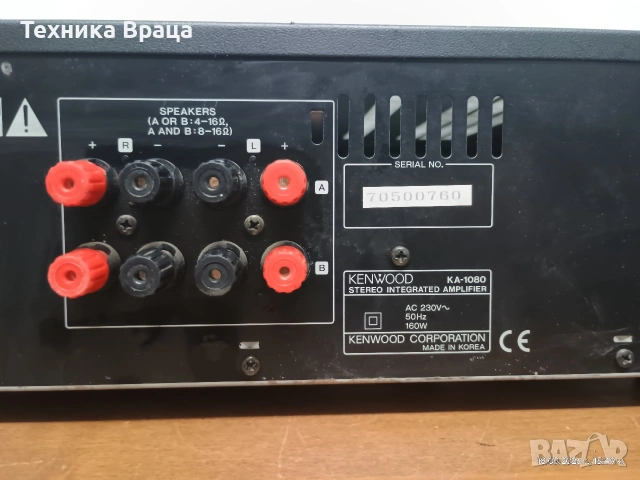 Техника Враца
SPEAKERS
(A OR B:4–16Ω,
A AND B:8–16Ω)
+ R − − L +
A
B
SERIAL NO.
70500760
KENWOOD KA-1080
STEREO INTEGRATED AMPLIFIER
AC 230V~
50Hz
160W
KENWOOD CORPORATION
MADE IN KOREA
CE
bazar